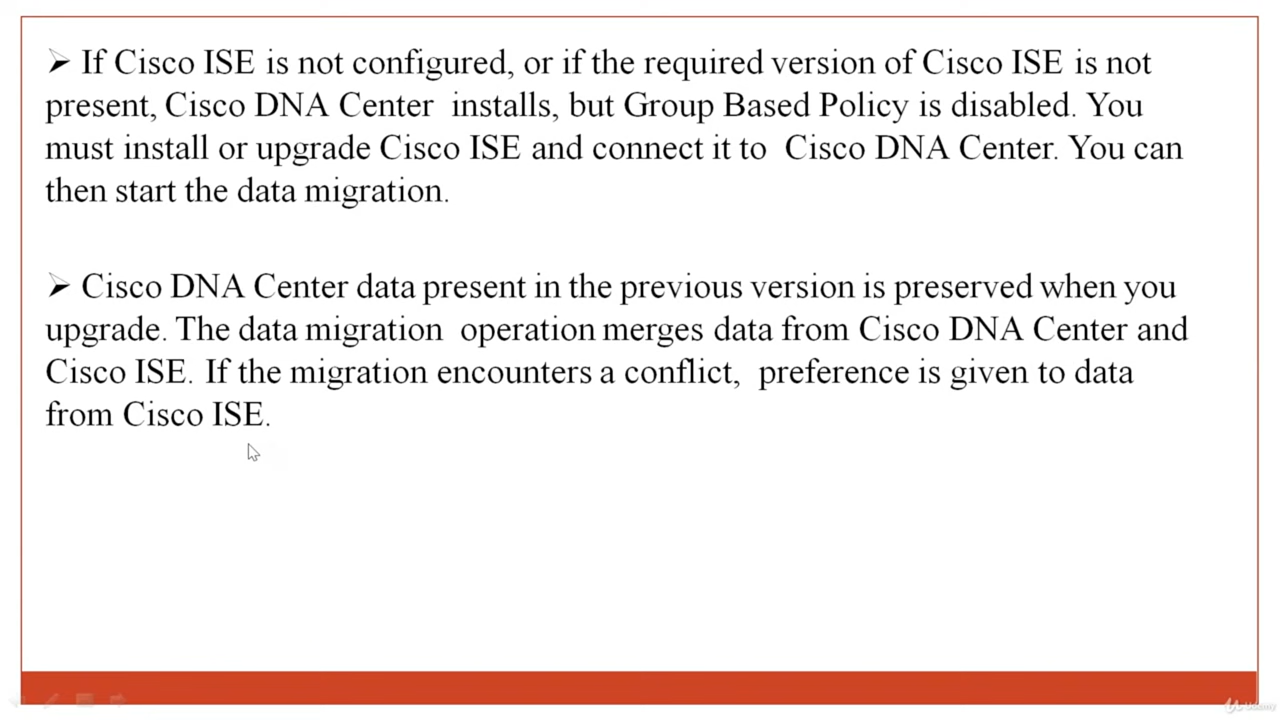 ➢ If Cisco ISE is not configured, or if the required version of Cisco ISE is not
present, Cisco DNA Center installs, but Group Based Policy is disabled. You
must install or upgrade Cisco ISE and connect it to Cisco DNA Center. You can
then start the data migration.
➢ Cisco DNA Center data present in the previous version is preserved when you
upgrade. The data migration operation merges data from Cisco DNA Center and
Cisco ISE. If the migration encounters a conflict, preference is given to data
from Cisco ISE.
Udemy